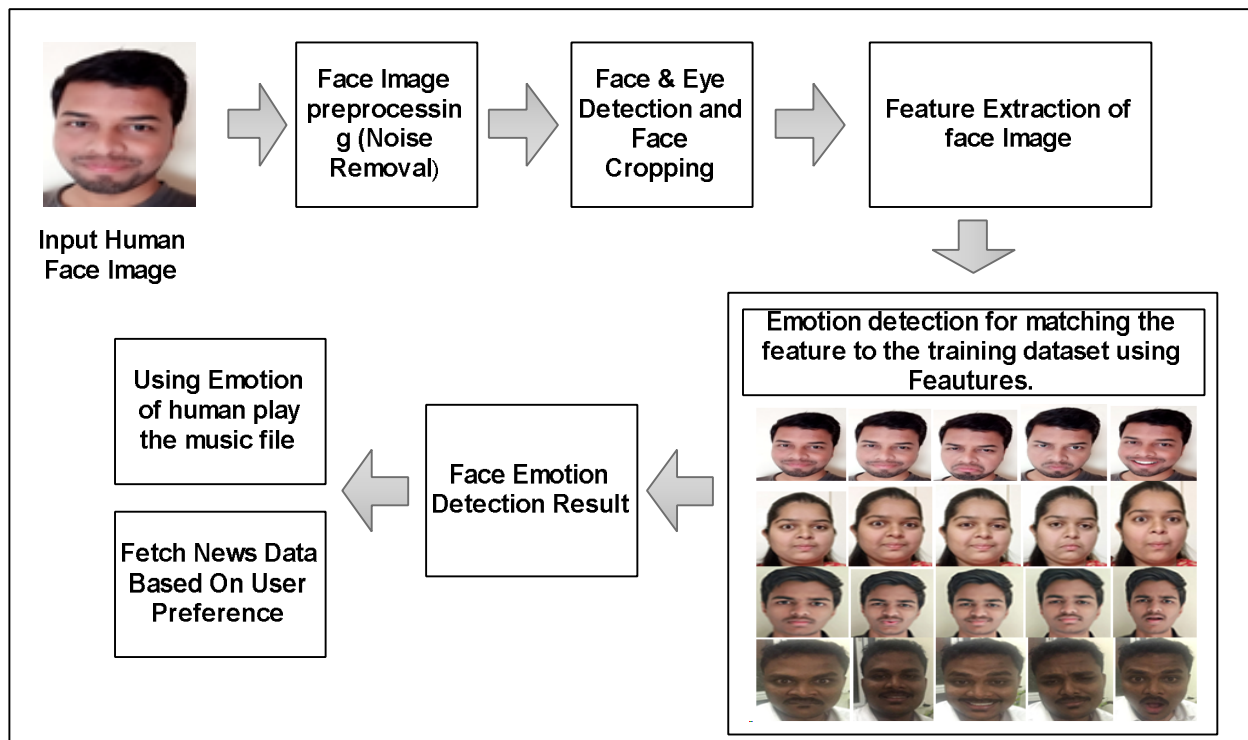 Face Image
preprocessin
g (Noise
Removal)
Face & Eye
Detection and
Face
Cropping
Feature Extraction of
face Image
Input Human
Face Image
Emotion detection for matching the
feature to the training dataset using
Feautures.
Using Emotion
of human play
the music file
Face Emotion
Detection Result
Fetch News Data
Based On User
Preference